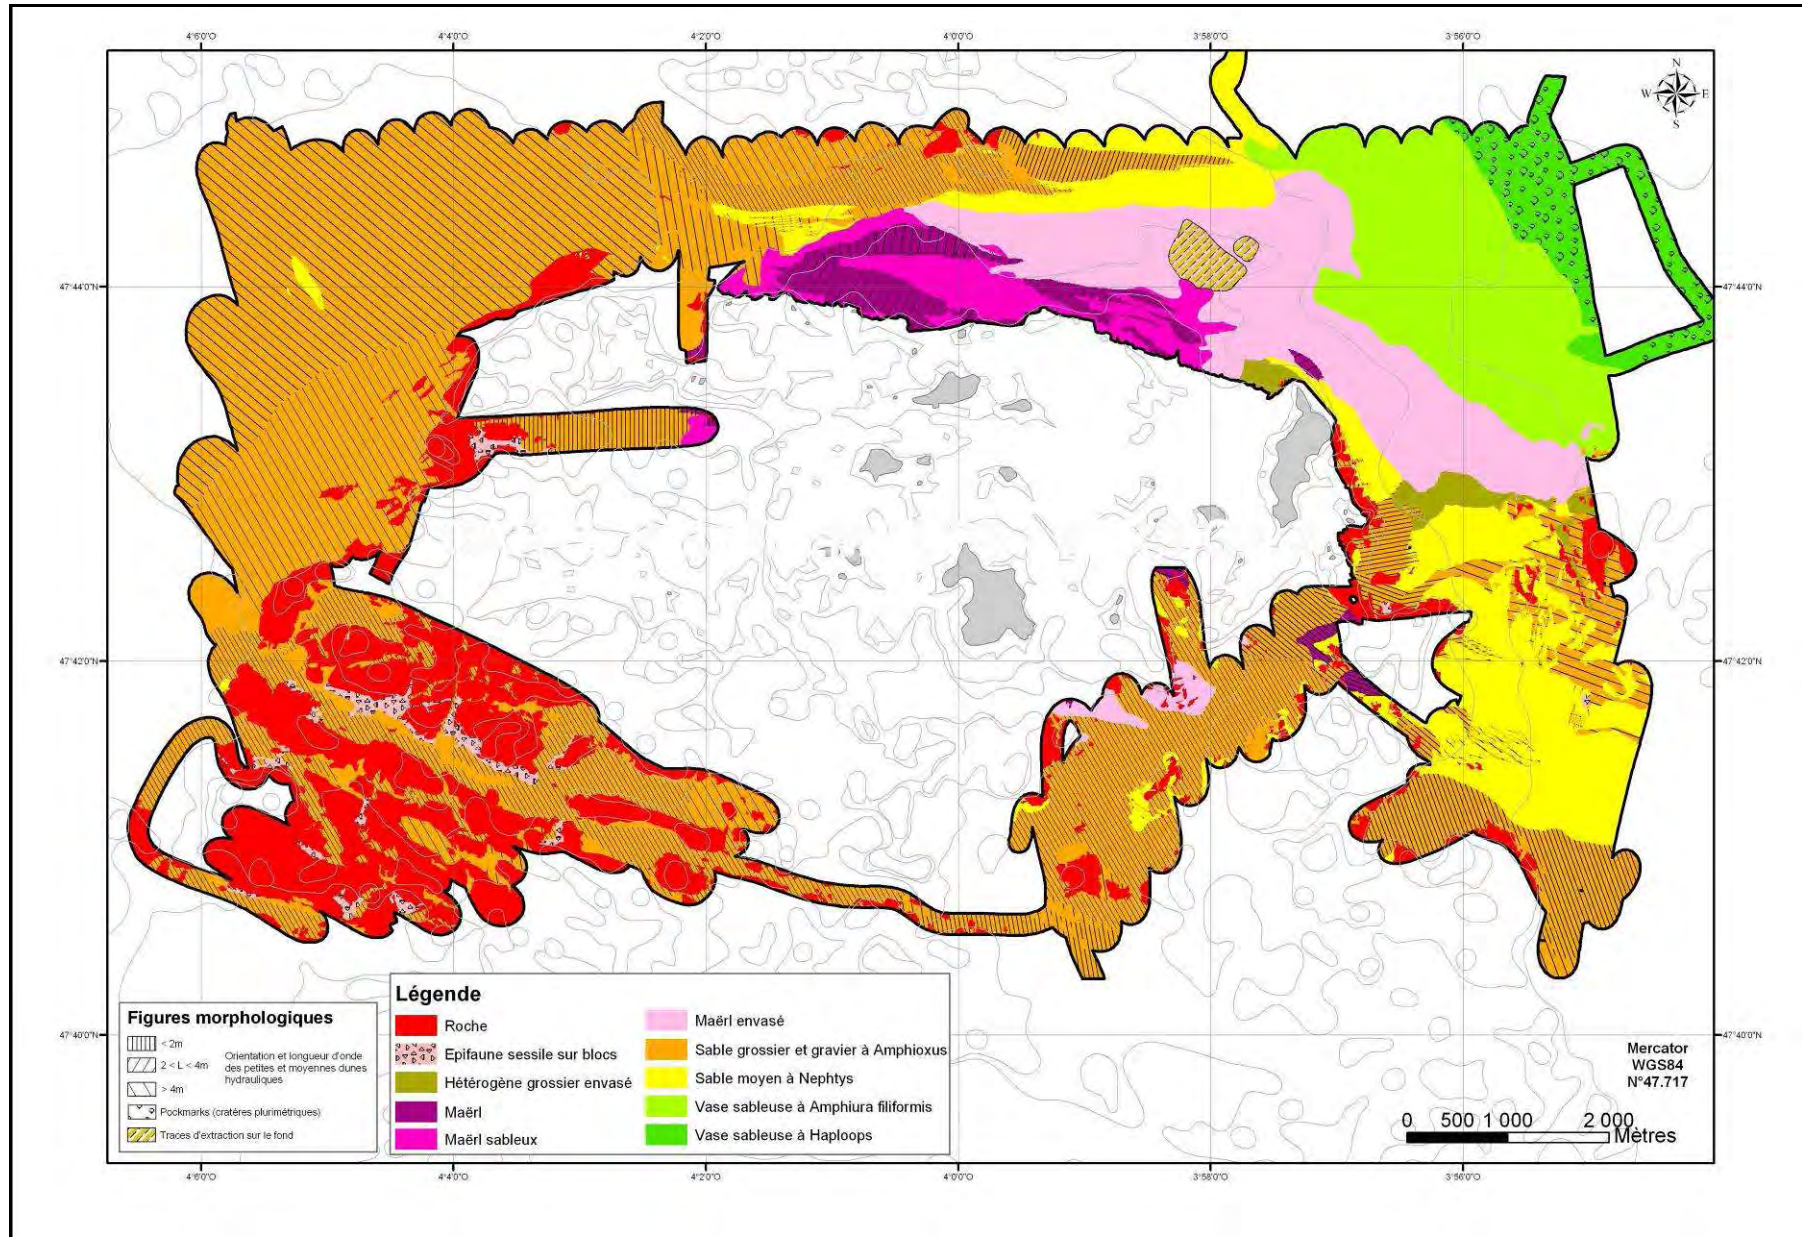 4°6'0"O 4°4'0"O 4°2'0"O 4°0'0"O 3°58'0"O 3°56'0"O
N
W E
S
47°44'0"N 47°44'0"N
47°42'0"N 47°42'0"N
47°40'0"N 47°40'0"N
Figures morphologiques
< 2m
2 < L < 4m
> 4m
Orientation et longueur d'onde
des petites et moyennes dunes
hydrauliques
Pockmarks (cratères plurimétriques)
Traces d'extraction sur le fond
Légende
Roche
Epifaune sessile sur blocs
Hétérogène grossier envasé
Maërl
Maërl sableux
Maërl envasé
Sable grossier et gravier à Amphioxus
Sable moyen à Nephtys
Vase sableuse à Amphiura filiformis
Vase sableuse à Haploops
Mercator
WGS84
N°47.717
0 500 1 000 2 000
Mètres
4°6'0"O 4°4'0"O 4°2'0"O 4°0'0"O 3°58'0"O 3°56'0"O